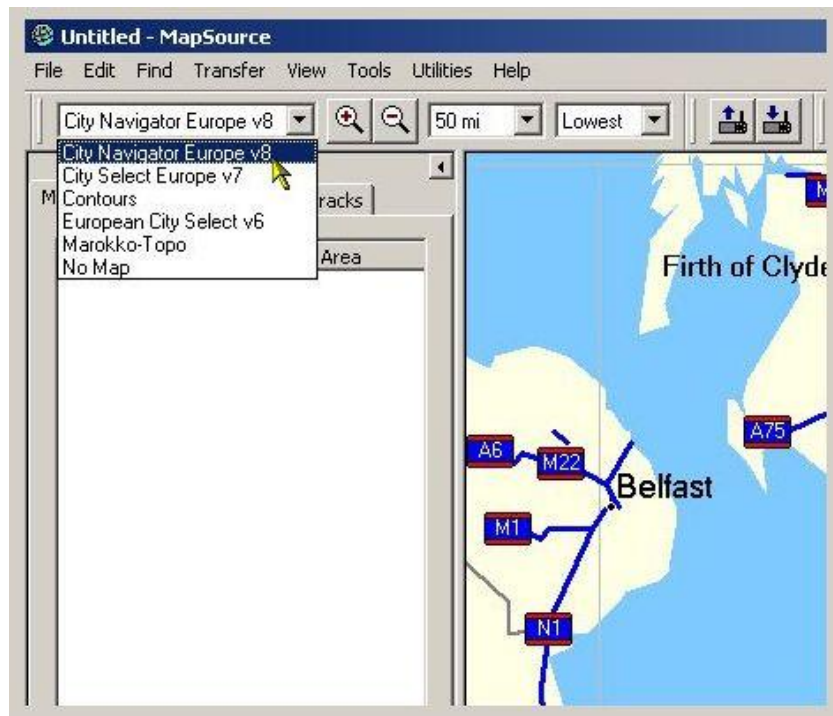 Untitled - MapSource
File Edit Find Transfer View Tools Utilities Help
City Navigator Europe v8 50 mi Lowest
City Navigator Europe v8
City Select Europe v7
Contours
European City Select v6
Marokko-Topo
No Map
M racks
Area
M
Firth of Clyde
A75
A6
M22
Belfast
M1
N1